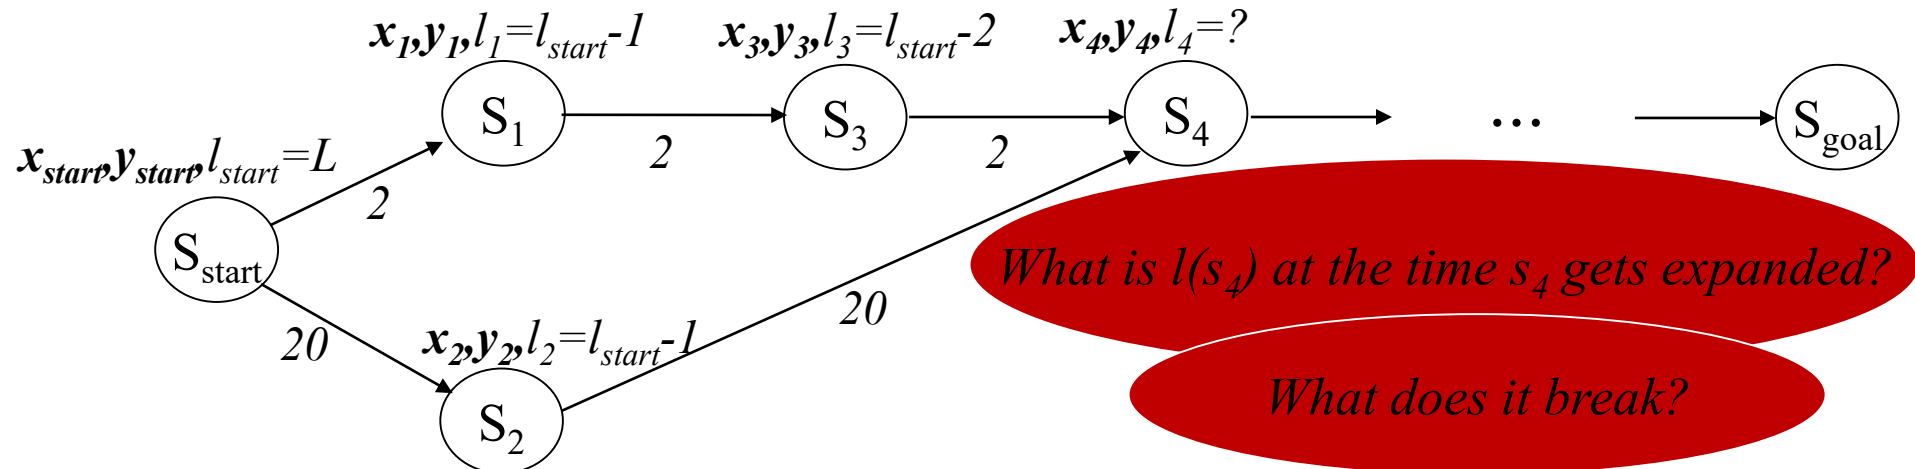 x1,y1,l1=lstart-1
x3,y3,l3=lstart-2
x4,y4,l4=?
S1
S3
S4
...
Sgoal
2
2
xstart,ystart,lstart=L
2
Sstart
What is l(s4) at the time s4 gets expanded?
20
20
x2,y2,l2=lstart-1
What does it break?
S2